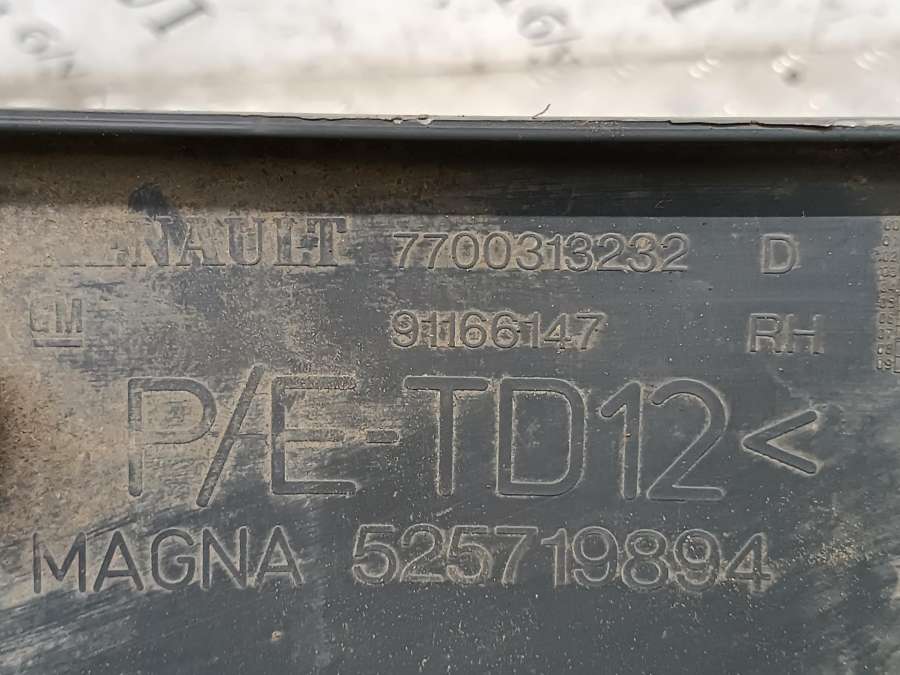 RENAULT 7700313232 D
GM 91166147 RH
P/E-TD12<
MAGNA 525719894